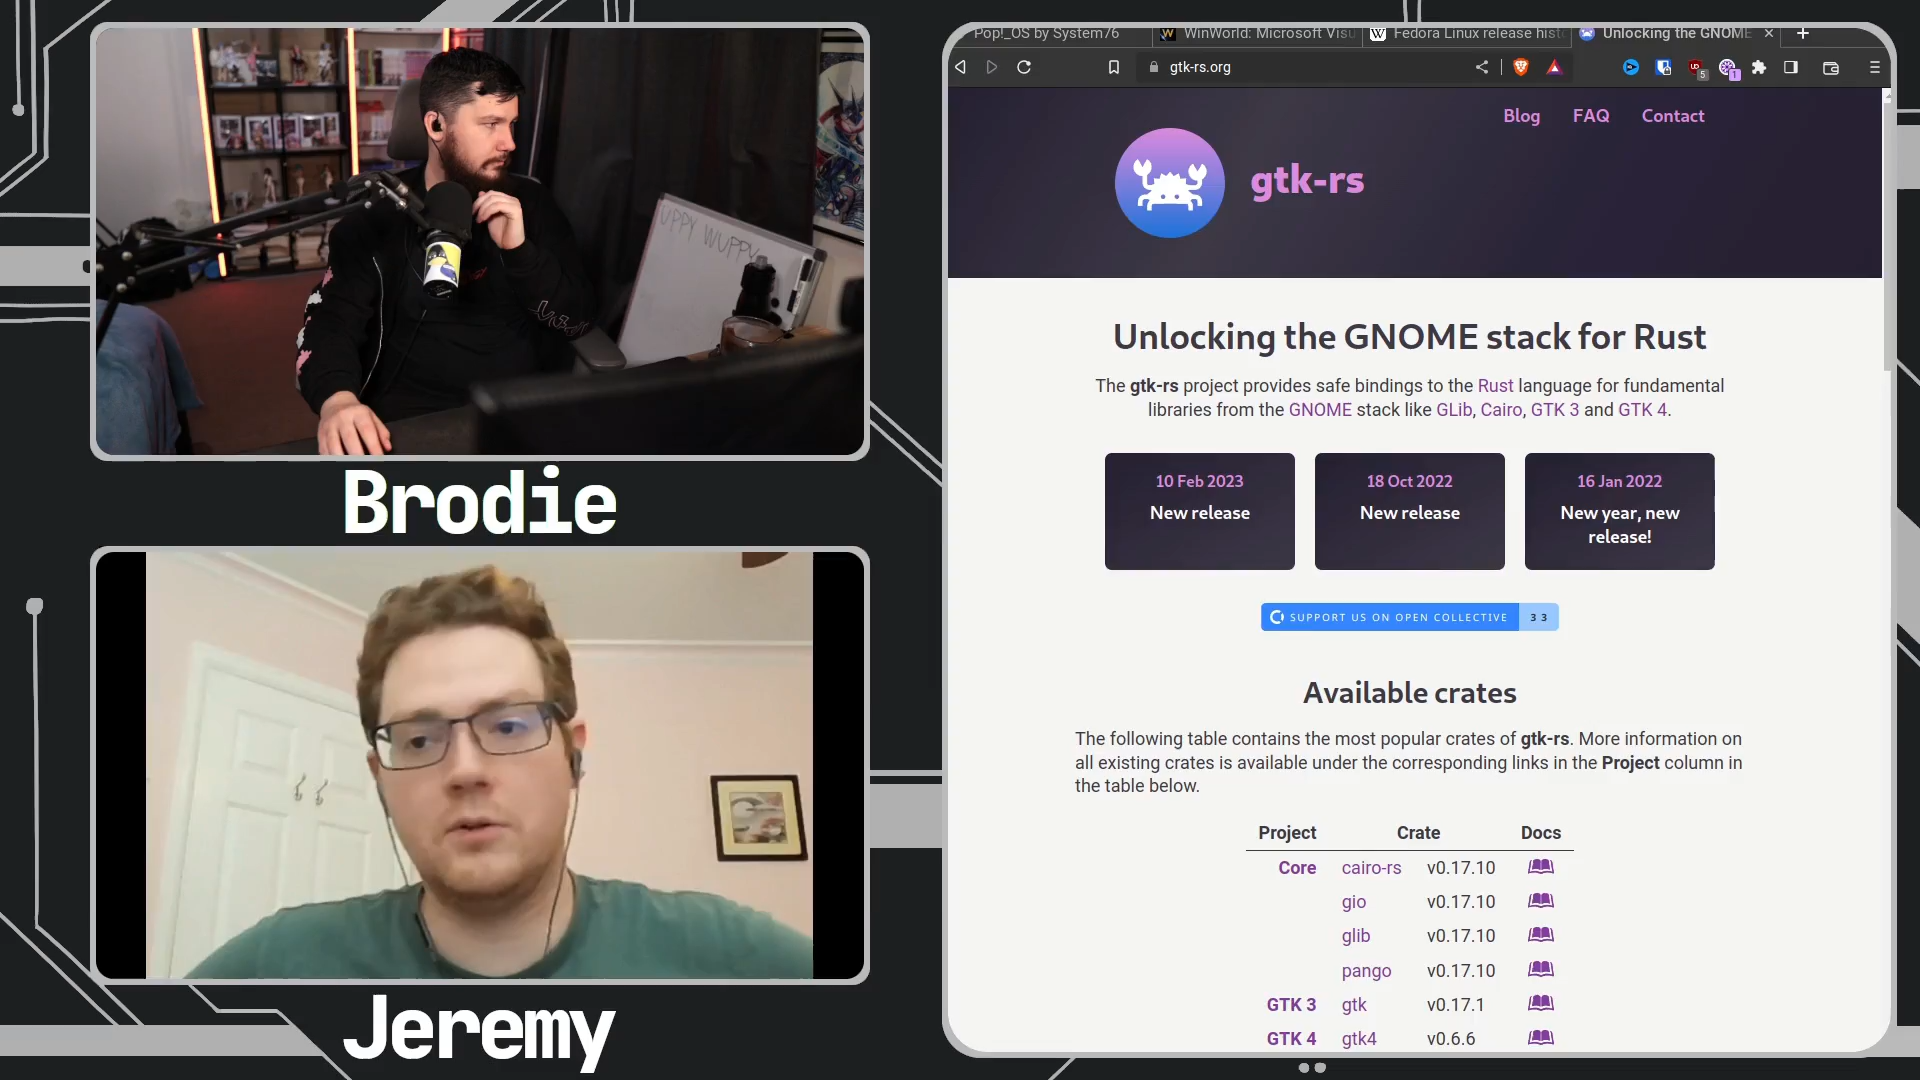 UPPY WUPPY
Brodie
Jeremy
Pop!_OS by System76
WinWorld: Microsoft Visu
Fedora Linux release histo
Unlocking the GNOME
gtk-rs.org
5
1
Blog
FAQ
Contact
gtk-rs
Unlocking the GNOME stack for Rust
The gtk-rs project provides safe bindings to the Rust language for fundamental
libraries from the GNOME stack like GLib, Cairo, GTK 3 and GTK 4.
10 Feb 2023
New release
18 Oct 2022
New release
16 Jan 2022
New year, new
release!
SUPPORT US ON OPEN COLLECTIVE 33
Available crates
The following table contains the most popular crates of gtk-rs. More information on
all existing crates is available under the corresponding links in the Project column in
the table below.
Project Crate Docs
Core cairo-rs v0.17.10
gio v0.17.10
glib v0.17.10
pango v0.17.10
GTK 3 gtk v0.17.1
GTK 4 gtk4 v0.6.6